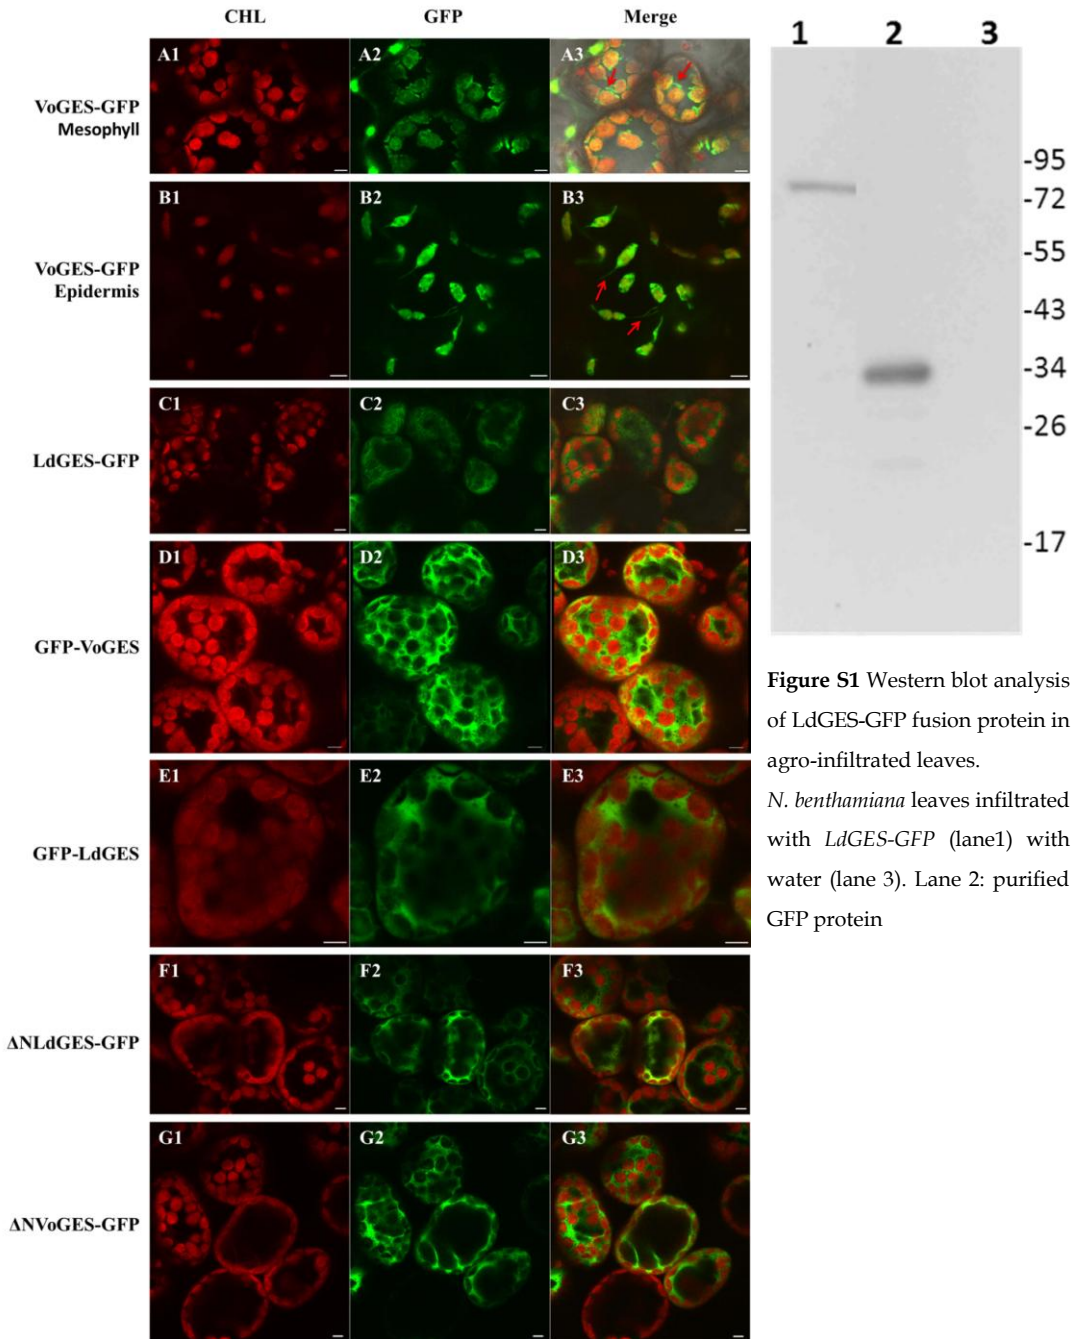 CHL GFP Merge
VoGES-GFP
Mesophyll
A1 A2 A3
VoGES-GFP
Epidermis
B1 B2 B3
LdGES-GFP
C1 C2 C3
GFP-VoGES
D1 D2 D3
GFP-LdGES
E1 E2 E3
ΔNLdGES-GFP
F1 F2 F3
ΔNVoGES-GFP
G1 G2 G3
1 2 3
-95
-72
-55
-43
-34
-26
-17
Figure S1 Western blot analysis
of LdGES-GFP fusion protein in
agro-infiltrated leaves.
N. benthamiana leaves infiltrated
with LdGES-GFP (lane1) with
water (lane 3). Lane 2: purified
GFP protein